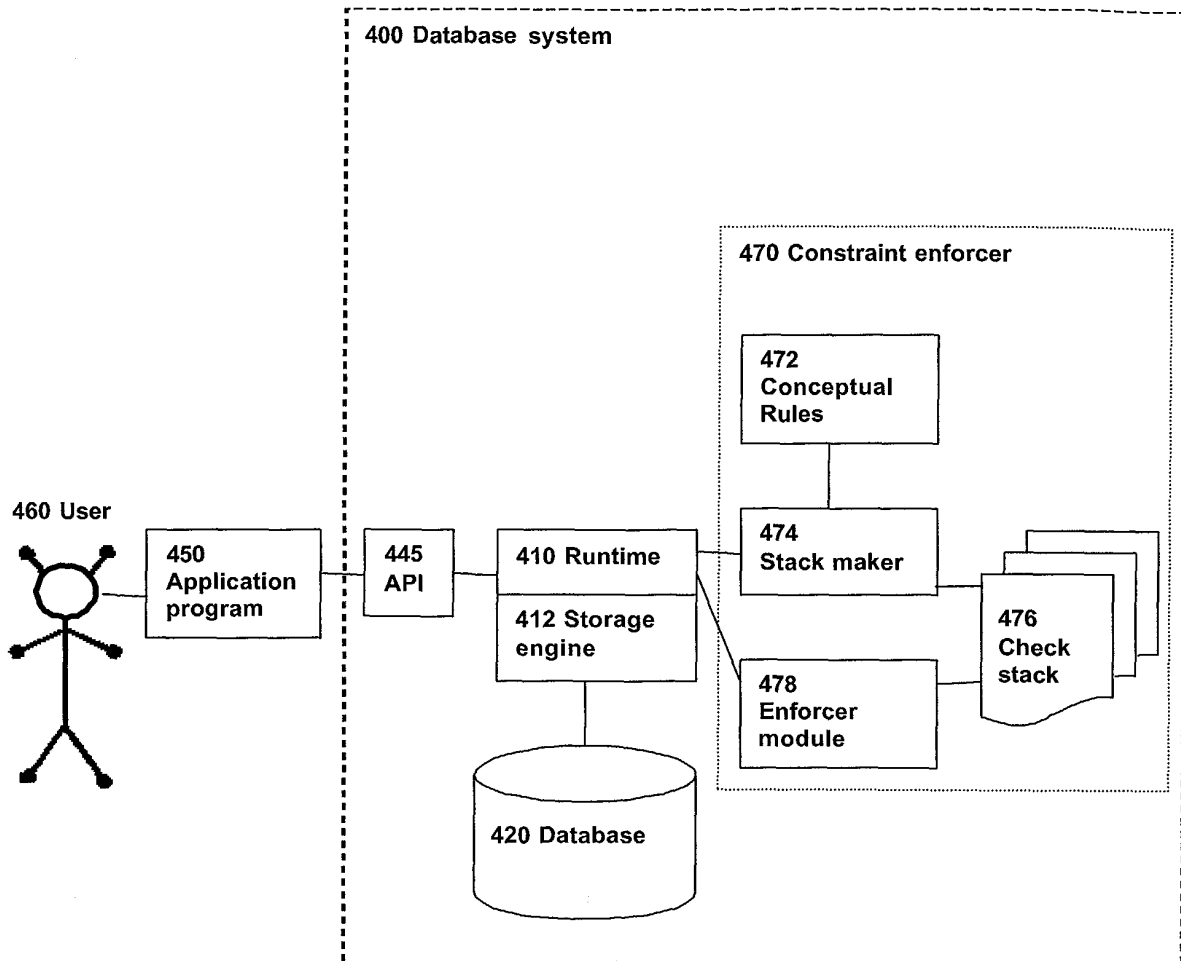 400 Database system
470 Constraint enforcer
472
Conceptual
Rules
460 User
450
Application
program
445
API
410 Runtime
412 Storage
engine
474
Stack maker
476
Check
stack
478
Enforcer
module
420 Database